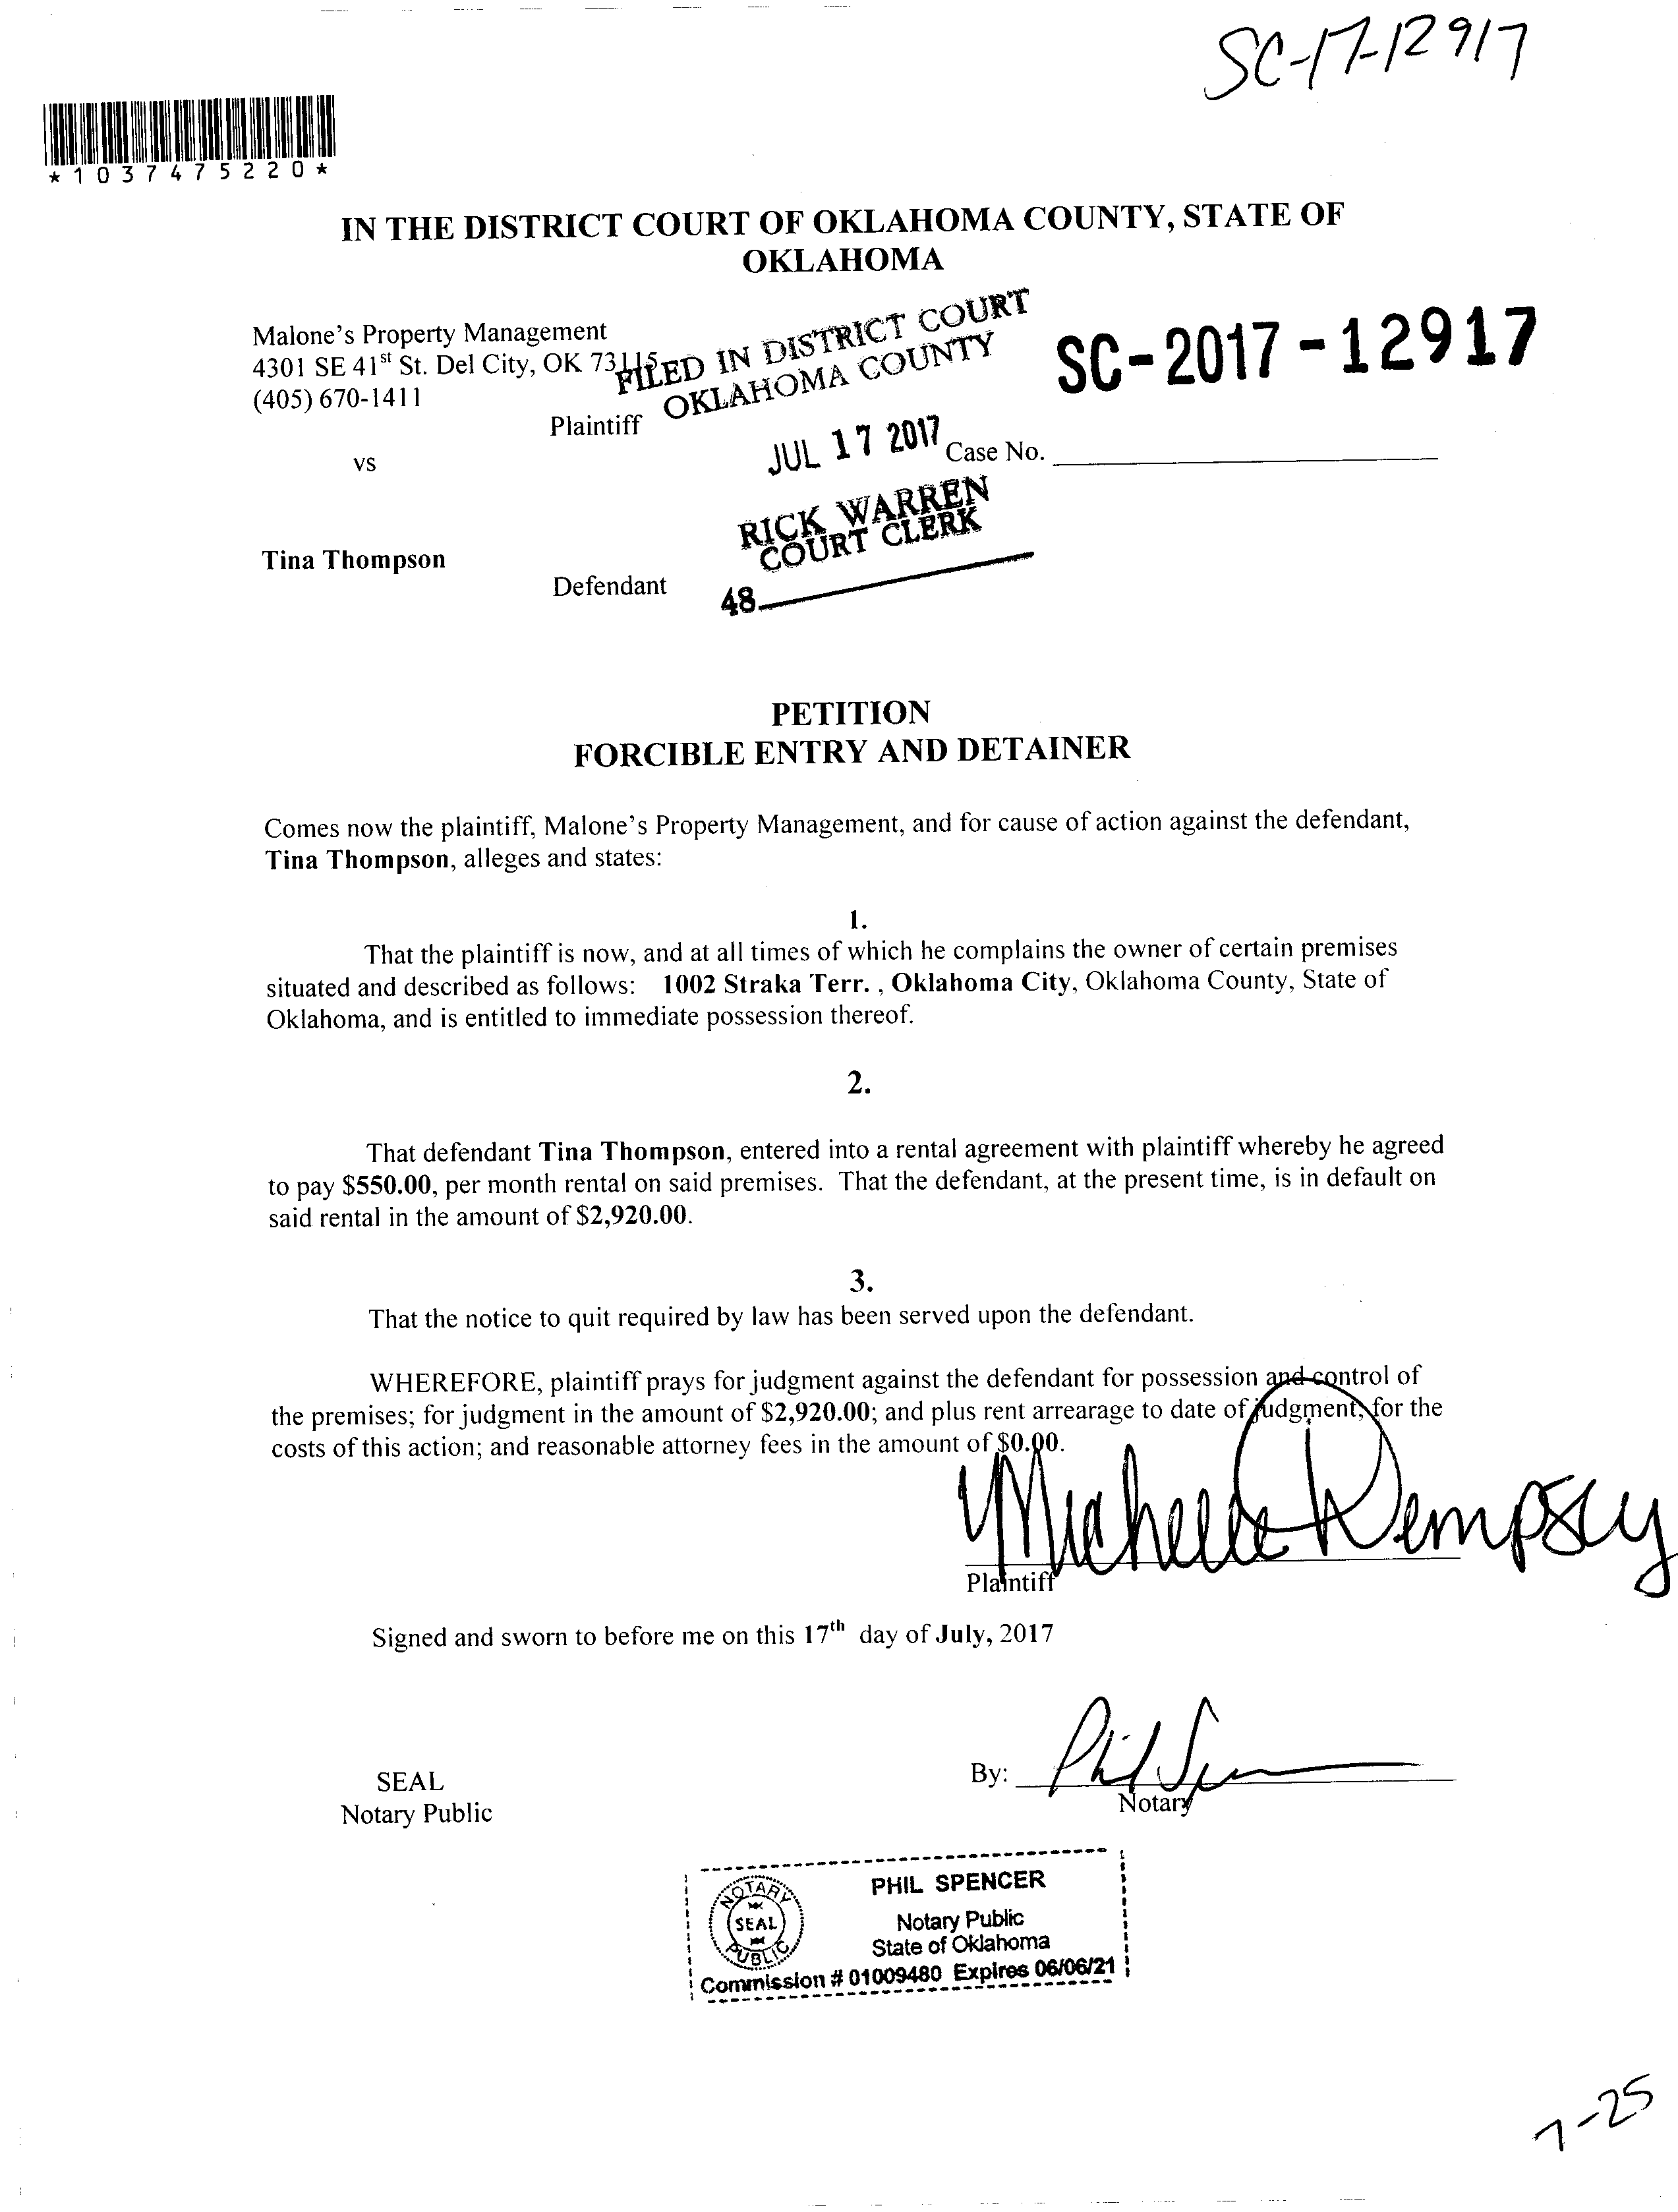 SC-17-12917
*1037475220*
IN THE DISTRICT COURT OF OKLAHOMA COUNTY, STATE OF
OKLAHOMA
Malone's Property Management
4301 SE 41st St. Del City, OK 73115
(405) 670-1411
Plaintiff
FILED IN DISTRICT COURT
OKLAHOMA COUNTY
SC-2017-12917
JUL 17 2017
Case No.
vs
RICK WARREN
COURT CLERK
48
Tina Thompson
Defendant
PETITION
FORCIBLE ENTRY AND DETAINER
Comes now the plaintiff, Malone's Property Management, and for cause of action against the defendant,
Tina Thompson, alleges and states:
1.
That the plaintiff is now, and at all times of which he complains the owner of certain premises
situated and described as follows: 1002 Straka Terr. , Oklahoma City, Oklahoma County, State of
Oklahoma, and is entitled to immediate possession thereof.
2.
That defendant Tina Thompson, entered into a rental agreement with plaintiff whereby he agreed
to pay $550.00, per month rental on said premises. That the defendant, at the present time, is in default on
said rental in the amount of $2,920.00.
3.
That the notice to quit required by law has been served upon the defendant.
WHEREFORE, plaintiff prays for judgment against the defendant for possession and control of
the premises; for judgment in the amount of $2,920.00; and plus rent arrearage to date of judgment, for the
costs of this action; and reasonable attorney fees in the amount of $0.00.
Michelle Dempsey
Plaintiff
Signed and sworn to before me on this 17th day of July, 2017
SEAL
Notary Public
By: Phil Spencer
Notary
NOTARY
SEAL
PUBLIC
PHIL SPENCER
Notary Public
State of Oklahoma
Commission # 01009480 Expires 06/06/21
7-25